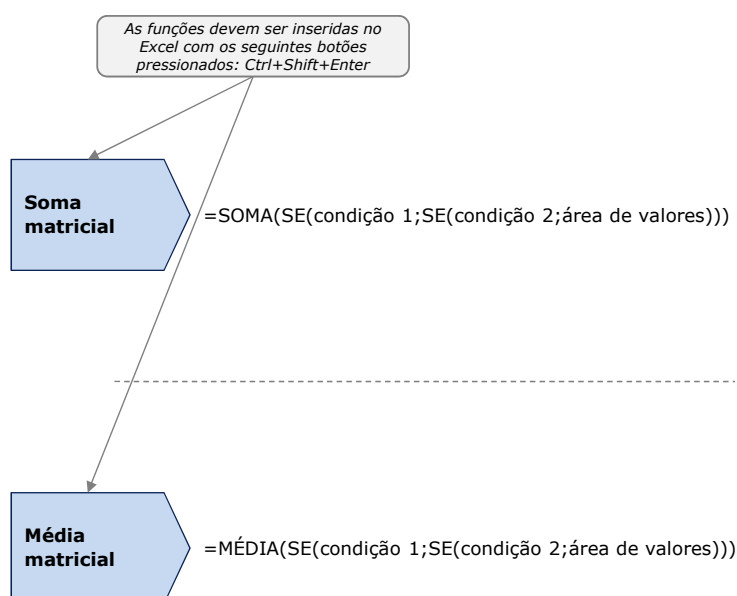 As funções devem ser inseridas no
Excel com os seguintes botões
pressionados: Ctrl+Shift+Enter
Soma
matricial
=SOMA(SE(condição 1;SE(condição 2;área de valores)))
Média
matricial
=MÉDIA(SE(condição 1;SE(condição 2;área de valores)))